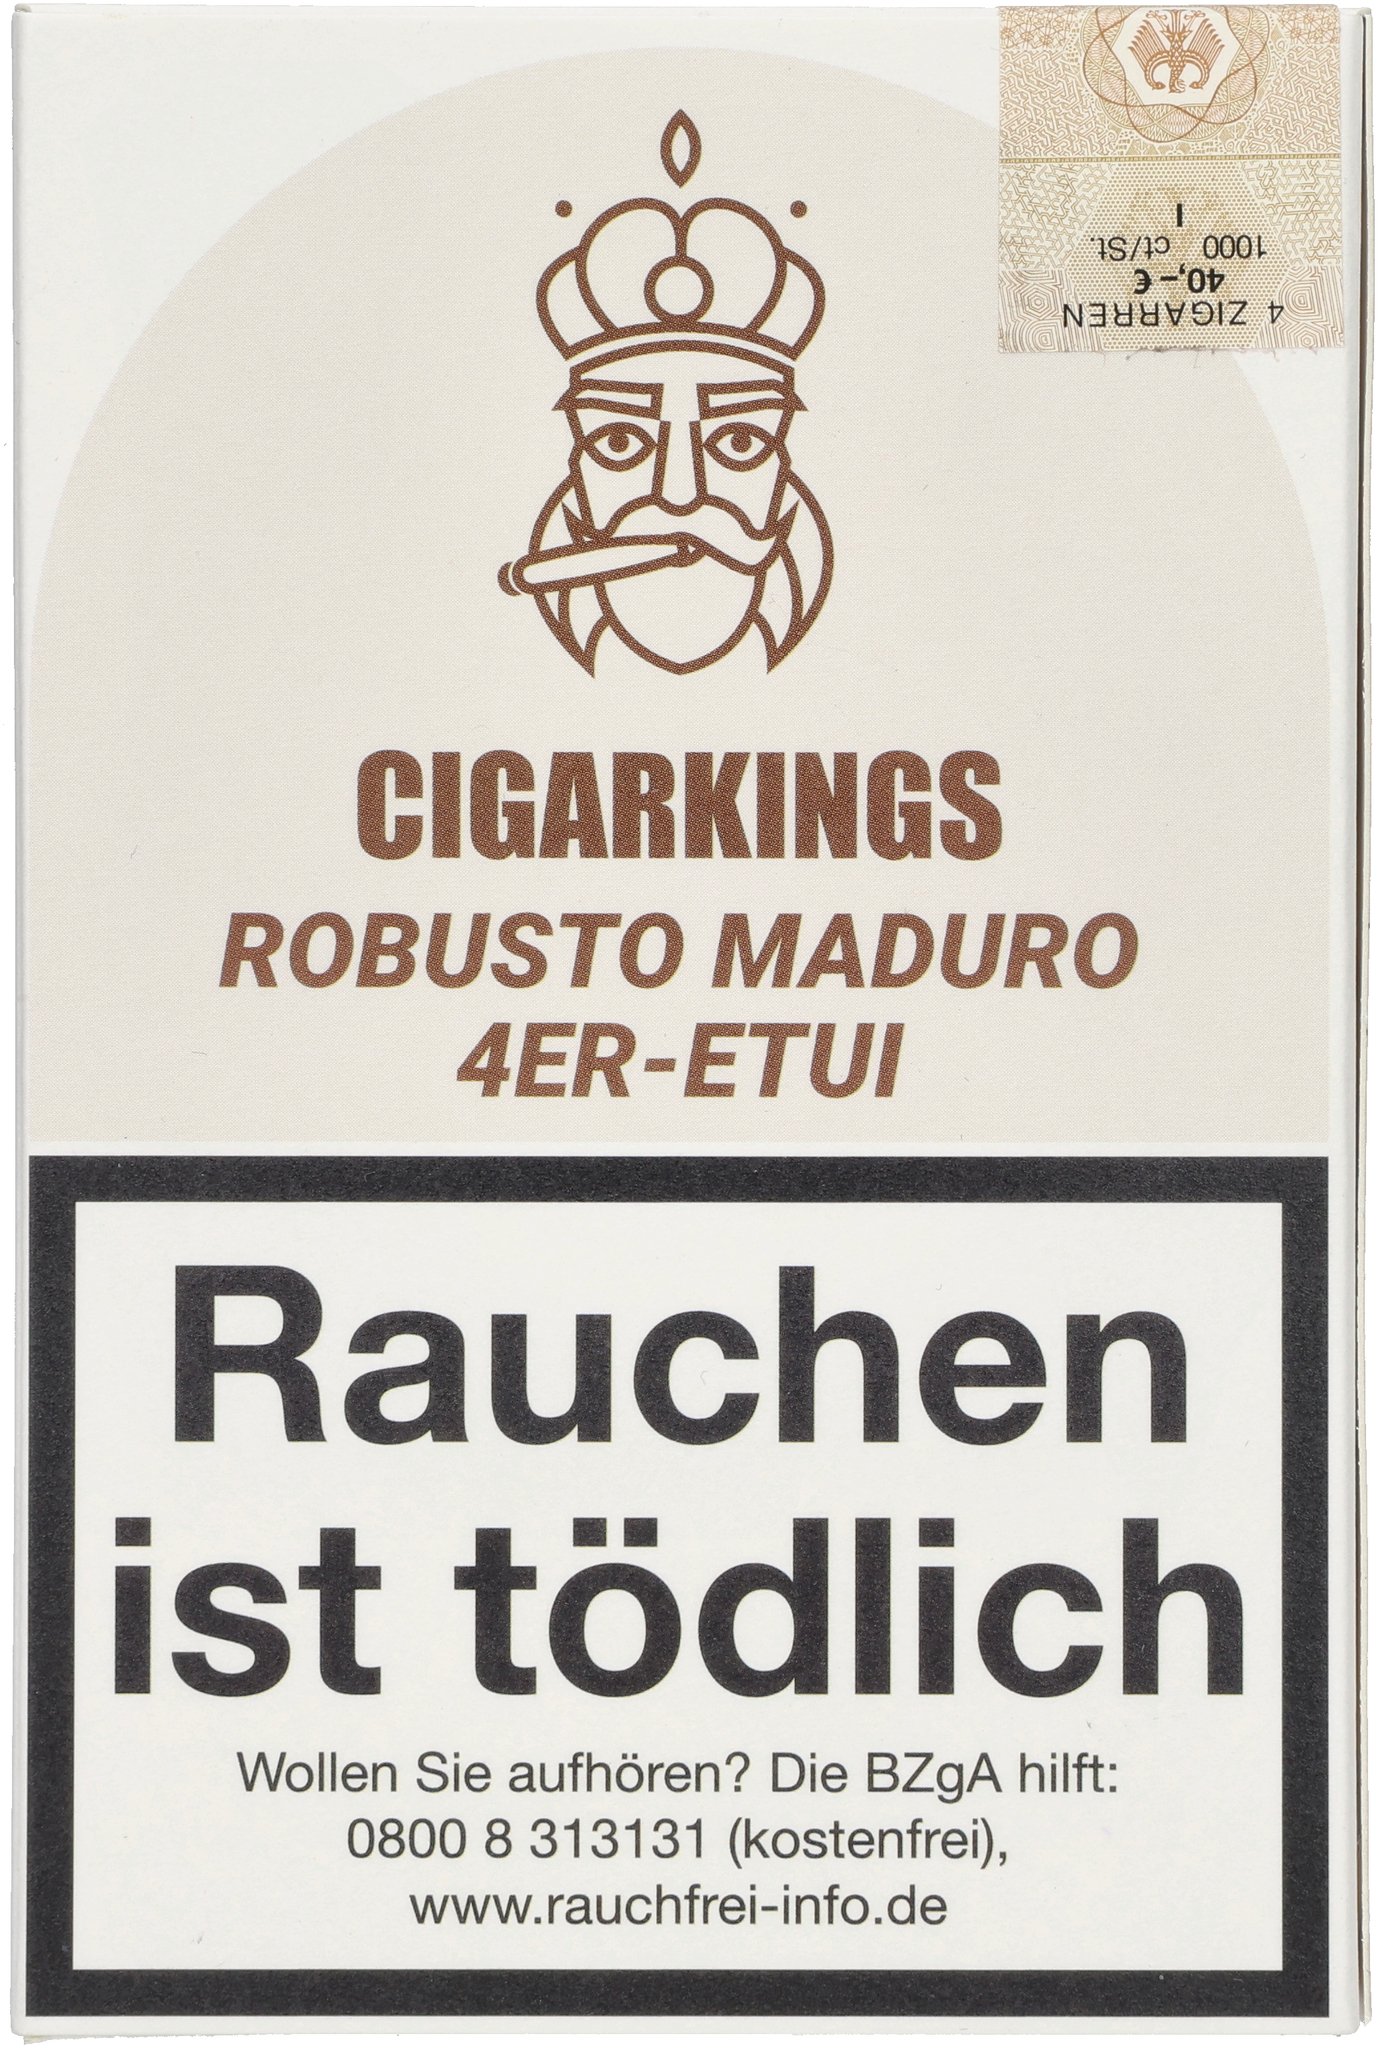 4 ZIGARREN
40,– €
1000 ct/St.
I
CIGARKINGS
ROBUSTO MADURO
4ER-ETUI
Rauchen
ist tödlich
Wollen Sie aufhören? Die BZgA hilft:
0800 8 313131 (kostenfrei),
www.rauchfrei-info.de